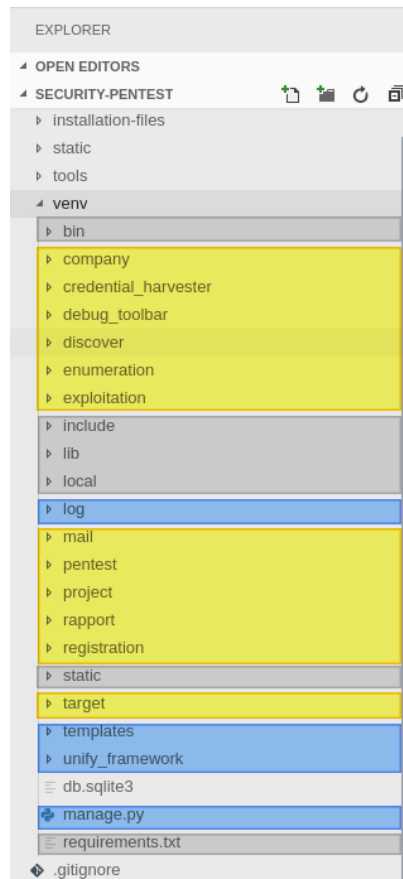 EXPLORER
OPEN EDITORS
SECURITY-PENTEST
installation-files
static
tools
venv
bin
company
credential_harvester
debug_toolbar
discover
enumeration
exploitation
include
lib
local
log
mail
pentest
project
rapport
registration
static
target
templates
unify_framework
db.sqlite3
manage.py
requirements.txt
.gitignore